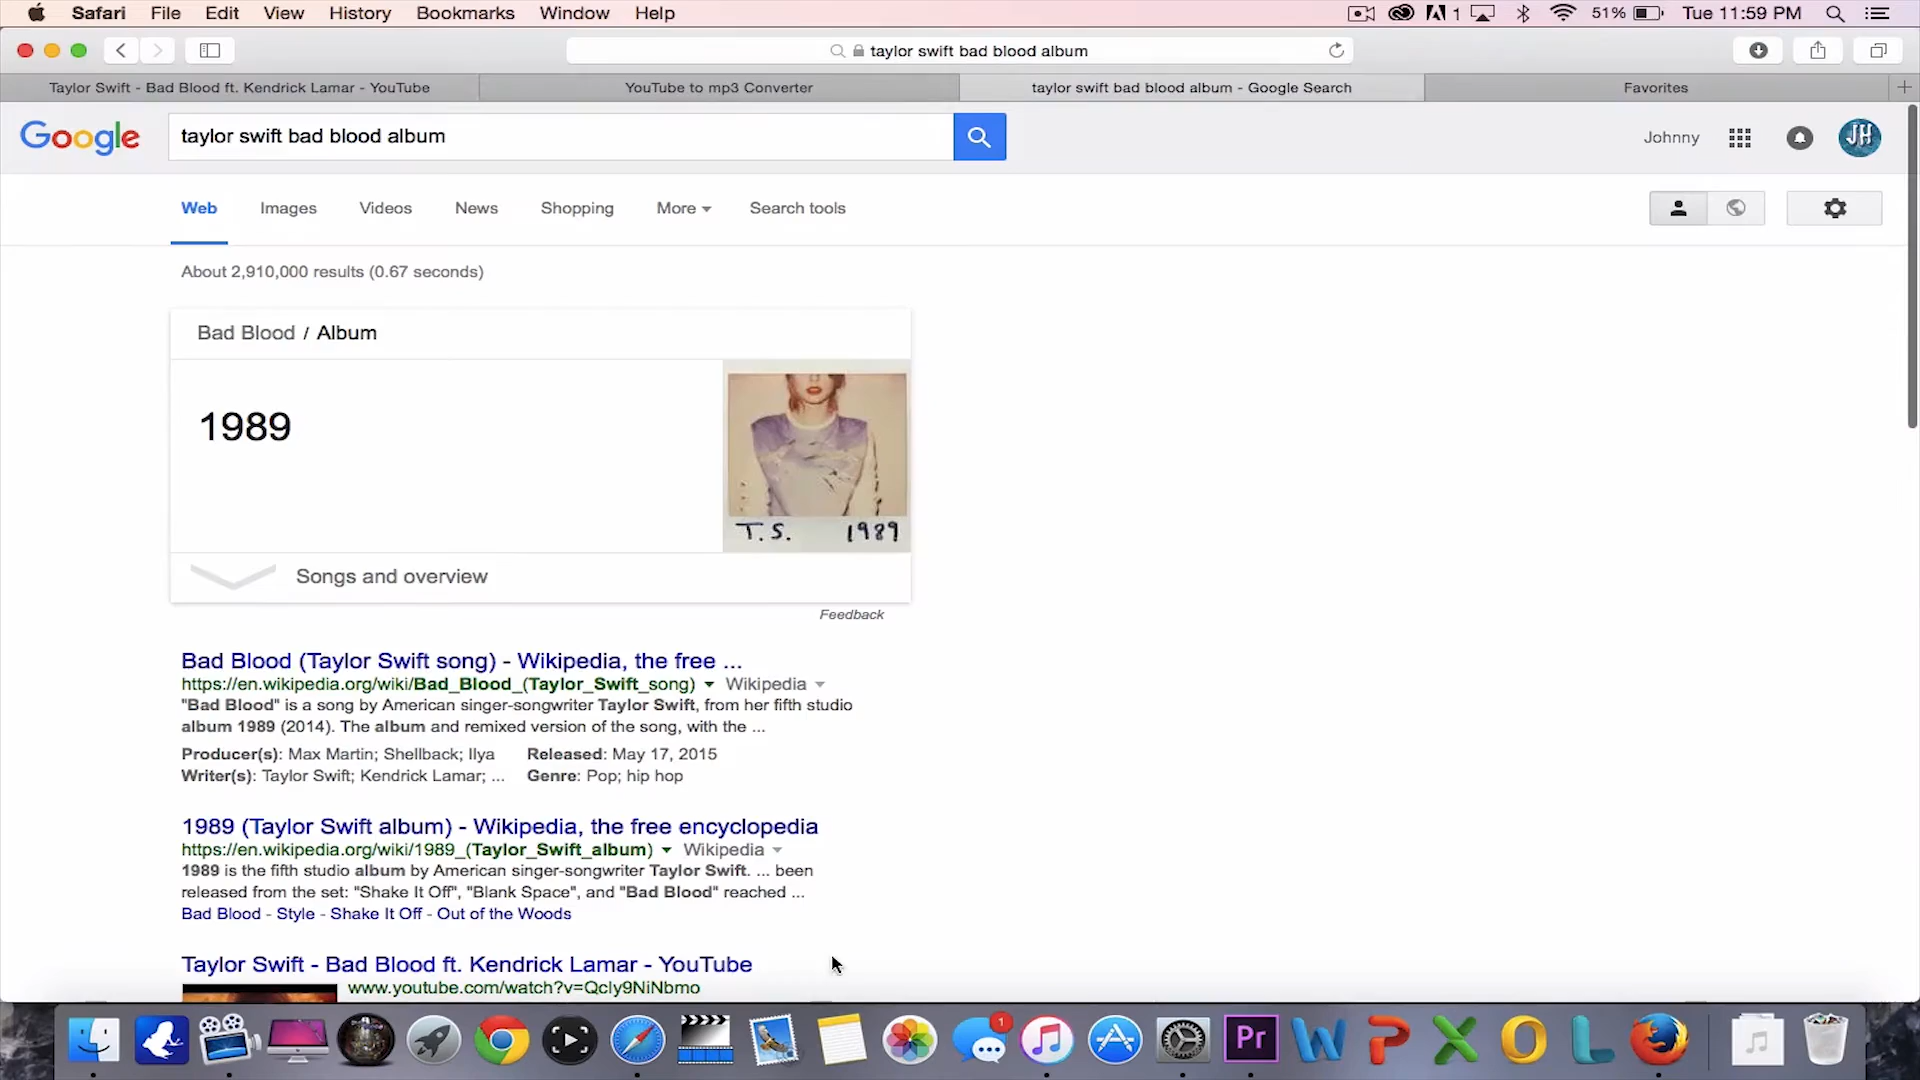 Safari File Edit View History Bookmarks Window Help 1 51% Tue 11:59 PM
taylor swift bad blood album
Taylor Swift - Bad Blood ft. Kendrick Lamar - YouTube YouTube to mp3 Converter taylor swift bad blood album - Google Search Favorites
Google taylor swift bad blood album Johnny JH
Web Images Videos News Shopping More Search tools
About 2,910,000 results (0.67 seconds)
Bad Blood / Album
1989
T.S. 1989
Songs and overview
Feedback
Bad Blood (Taylor Swift song) - Wikipedia, the free ...
https://en.wikipedia.org/wiki/Bad_Blood_(Taylor_Swift_song) Wikipedia
"Bad Blood" is a song by American singer-songwriter Taylor Swift, from her fifth studio
album 1989 (2014). The album and remixed version of the song, with the ...
Producer(s): Max Martin; Shellback; Ilya Released: May 17, 2015
Writer(s): Taylor Swift; Kendrick Lamar; ... Genre: Pop; hip hop
1989 (Taylor Swift album) - Wikipedia, the free encyclopedia
https://en.wikipedia.org/wiki/1989_(Taylor_Swift_album) Wikipedia
1989 is the fifth studio album by American singer-songwriter Taylor Swift. ... been
released from the set: "Shake It Off", "Blank Space", and "Bad Blood" reached ...
Bad Blood - Style - Shake It Off - Out of the Woods
Taylor Swift - Bad Blood ft. Kendrick Lamar - YouTube
www.youtube.com/watch?v=Qcly9NiNbmo
1
Pr W P X O L